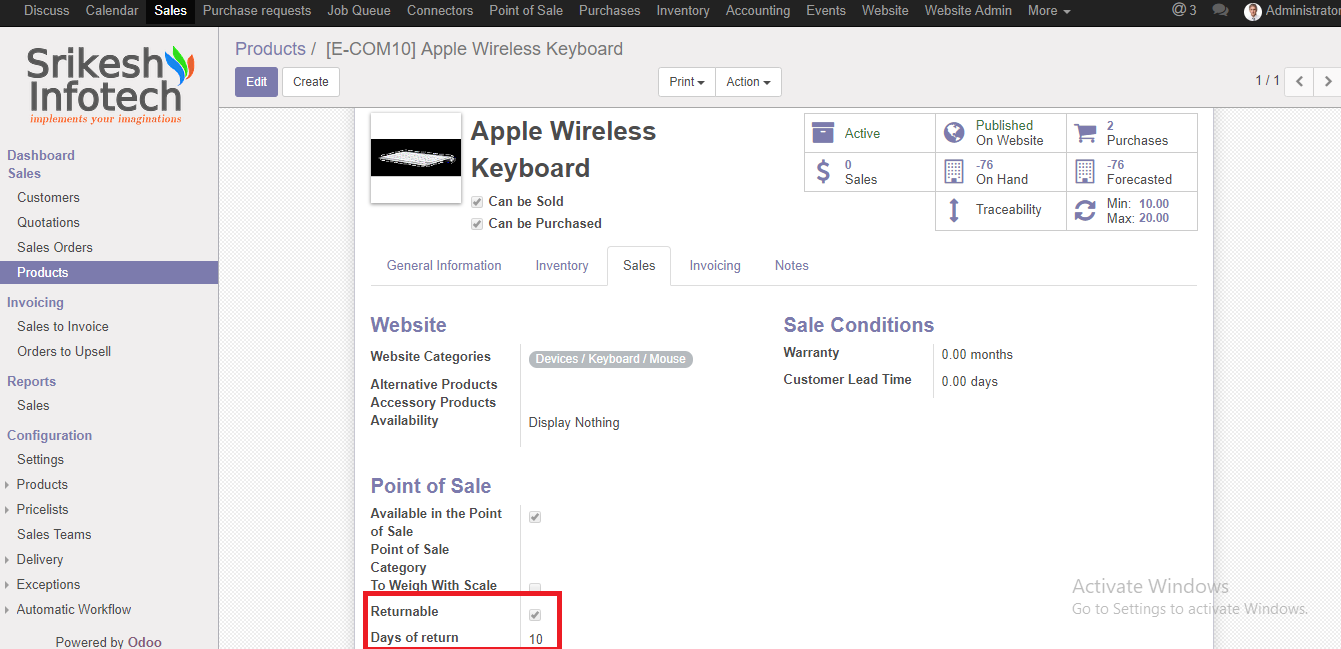 Discuss Calendar Sales Purchase requests Job Queue Connectors Point of Sale Purchases Inventory Accounting Events Website Website Admin More @ 3 Administrator
Srikesh
Infotech
implements your imaginations
Dashboard
Sales
Customers
Quotations
Sales Orders
Products
Invoicing
Sales to Invoice
Orders to Upsell
Reports
Sales
Configuration
Settings
Products
Pricelists
Sales Teams
Delivery
Exceptions
Automatic Workflow
Powered by Odoo
Products / [E-COM10] Apple Wireless Keyboard
Edit Create Print Action 1 / 1
Apple Wireless
Keyboard
Can be Sold
Can be Purchased
Active
Published
On Website
2
Purchases
0
Sales
-76
On Hand
-76
Forecasted
Traceability
Min: 10.00
Max: 20.00
General Information Inventory Sales Invoicing Notes
Website
Website Categories Devices / Keyboard / Mouse
Alternative Products
Accessory Products
Availability Display Nothing
Sale Conditions
Warranty 0.00 months
Customer Lead Time 0.00 days
Point of Sale
Available in the Point
of Sale
Point of Sale
Category
To Weigh With Scale
Returnable
Days of return 10
Activate Windows
Go to Settings to activate Windows.